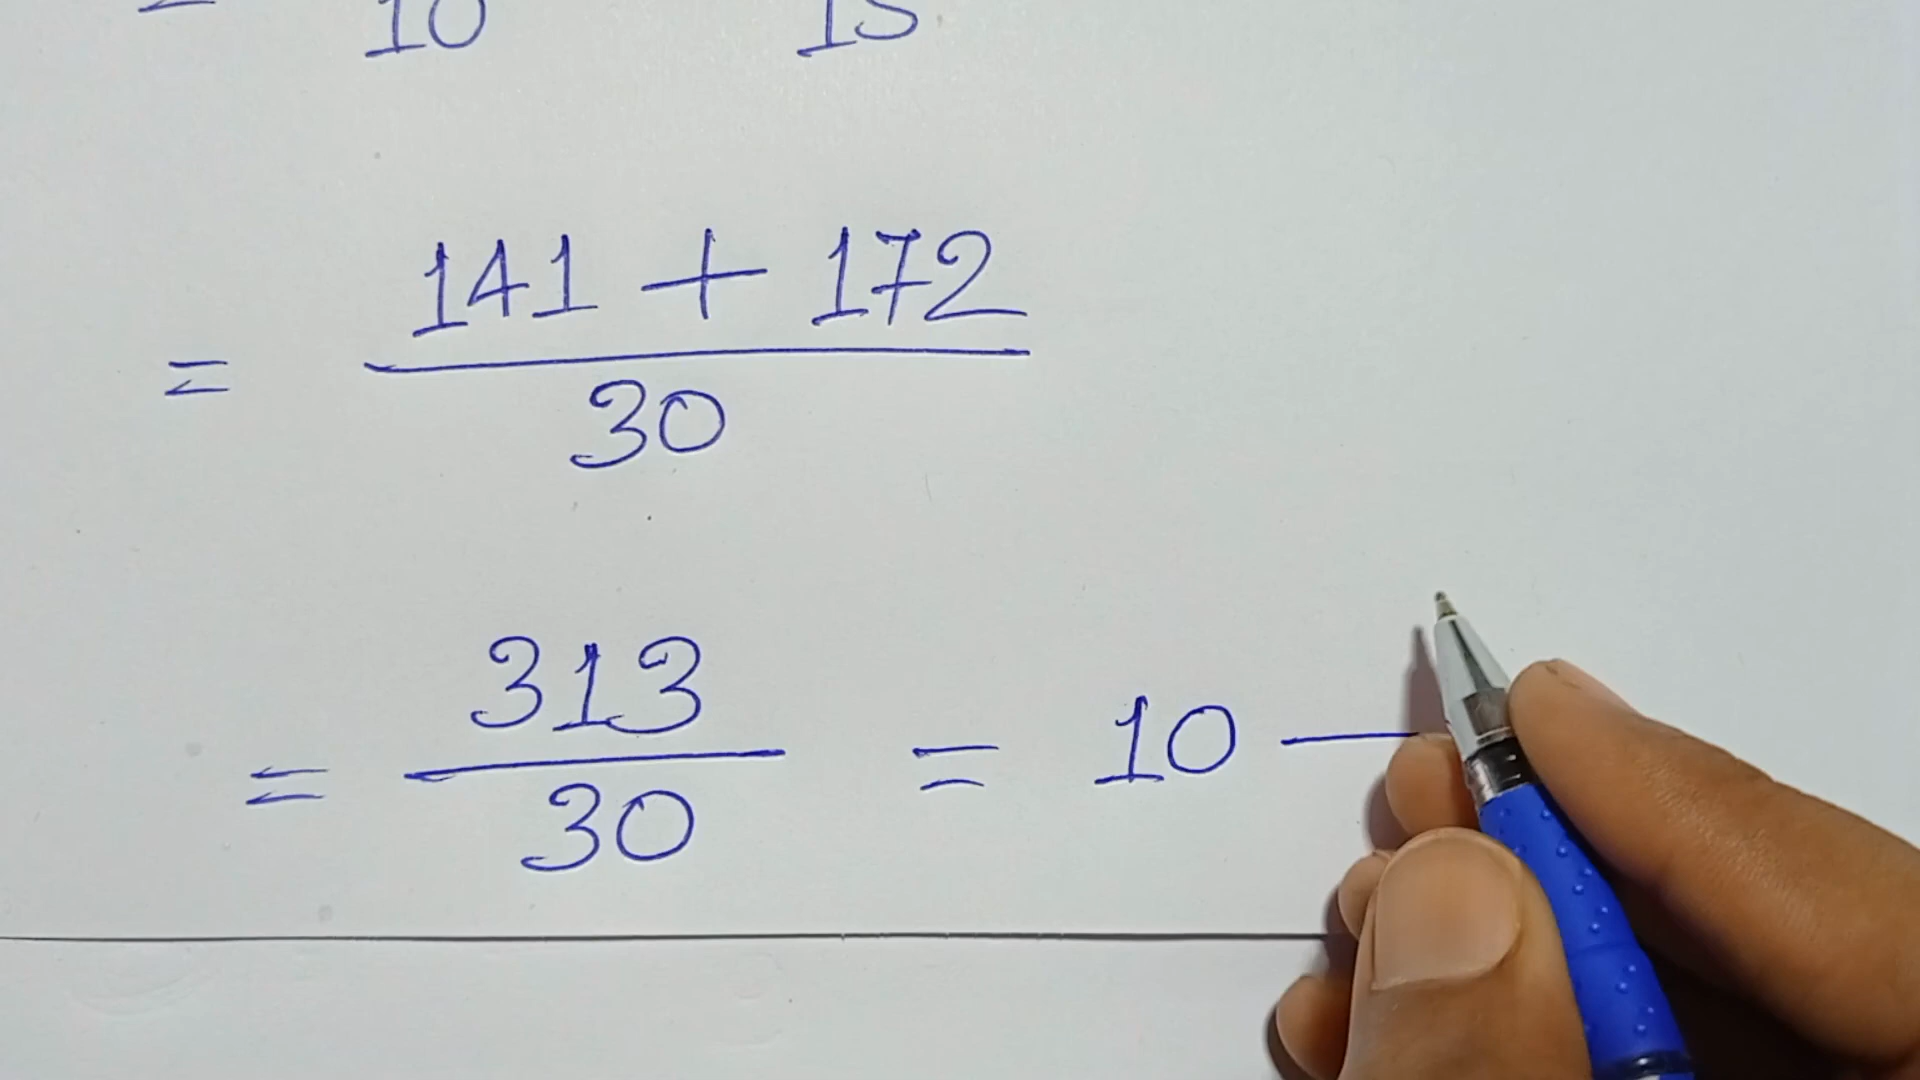 = 10 15
141 + 172
= ―
30
313
= ― = 10 ―
30